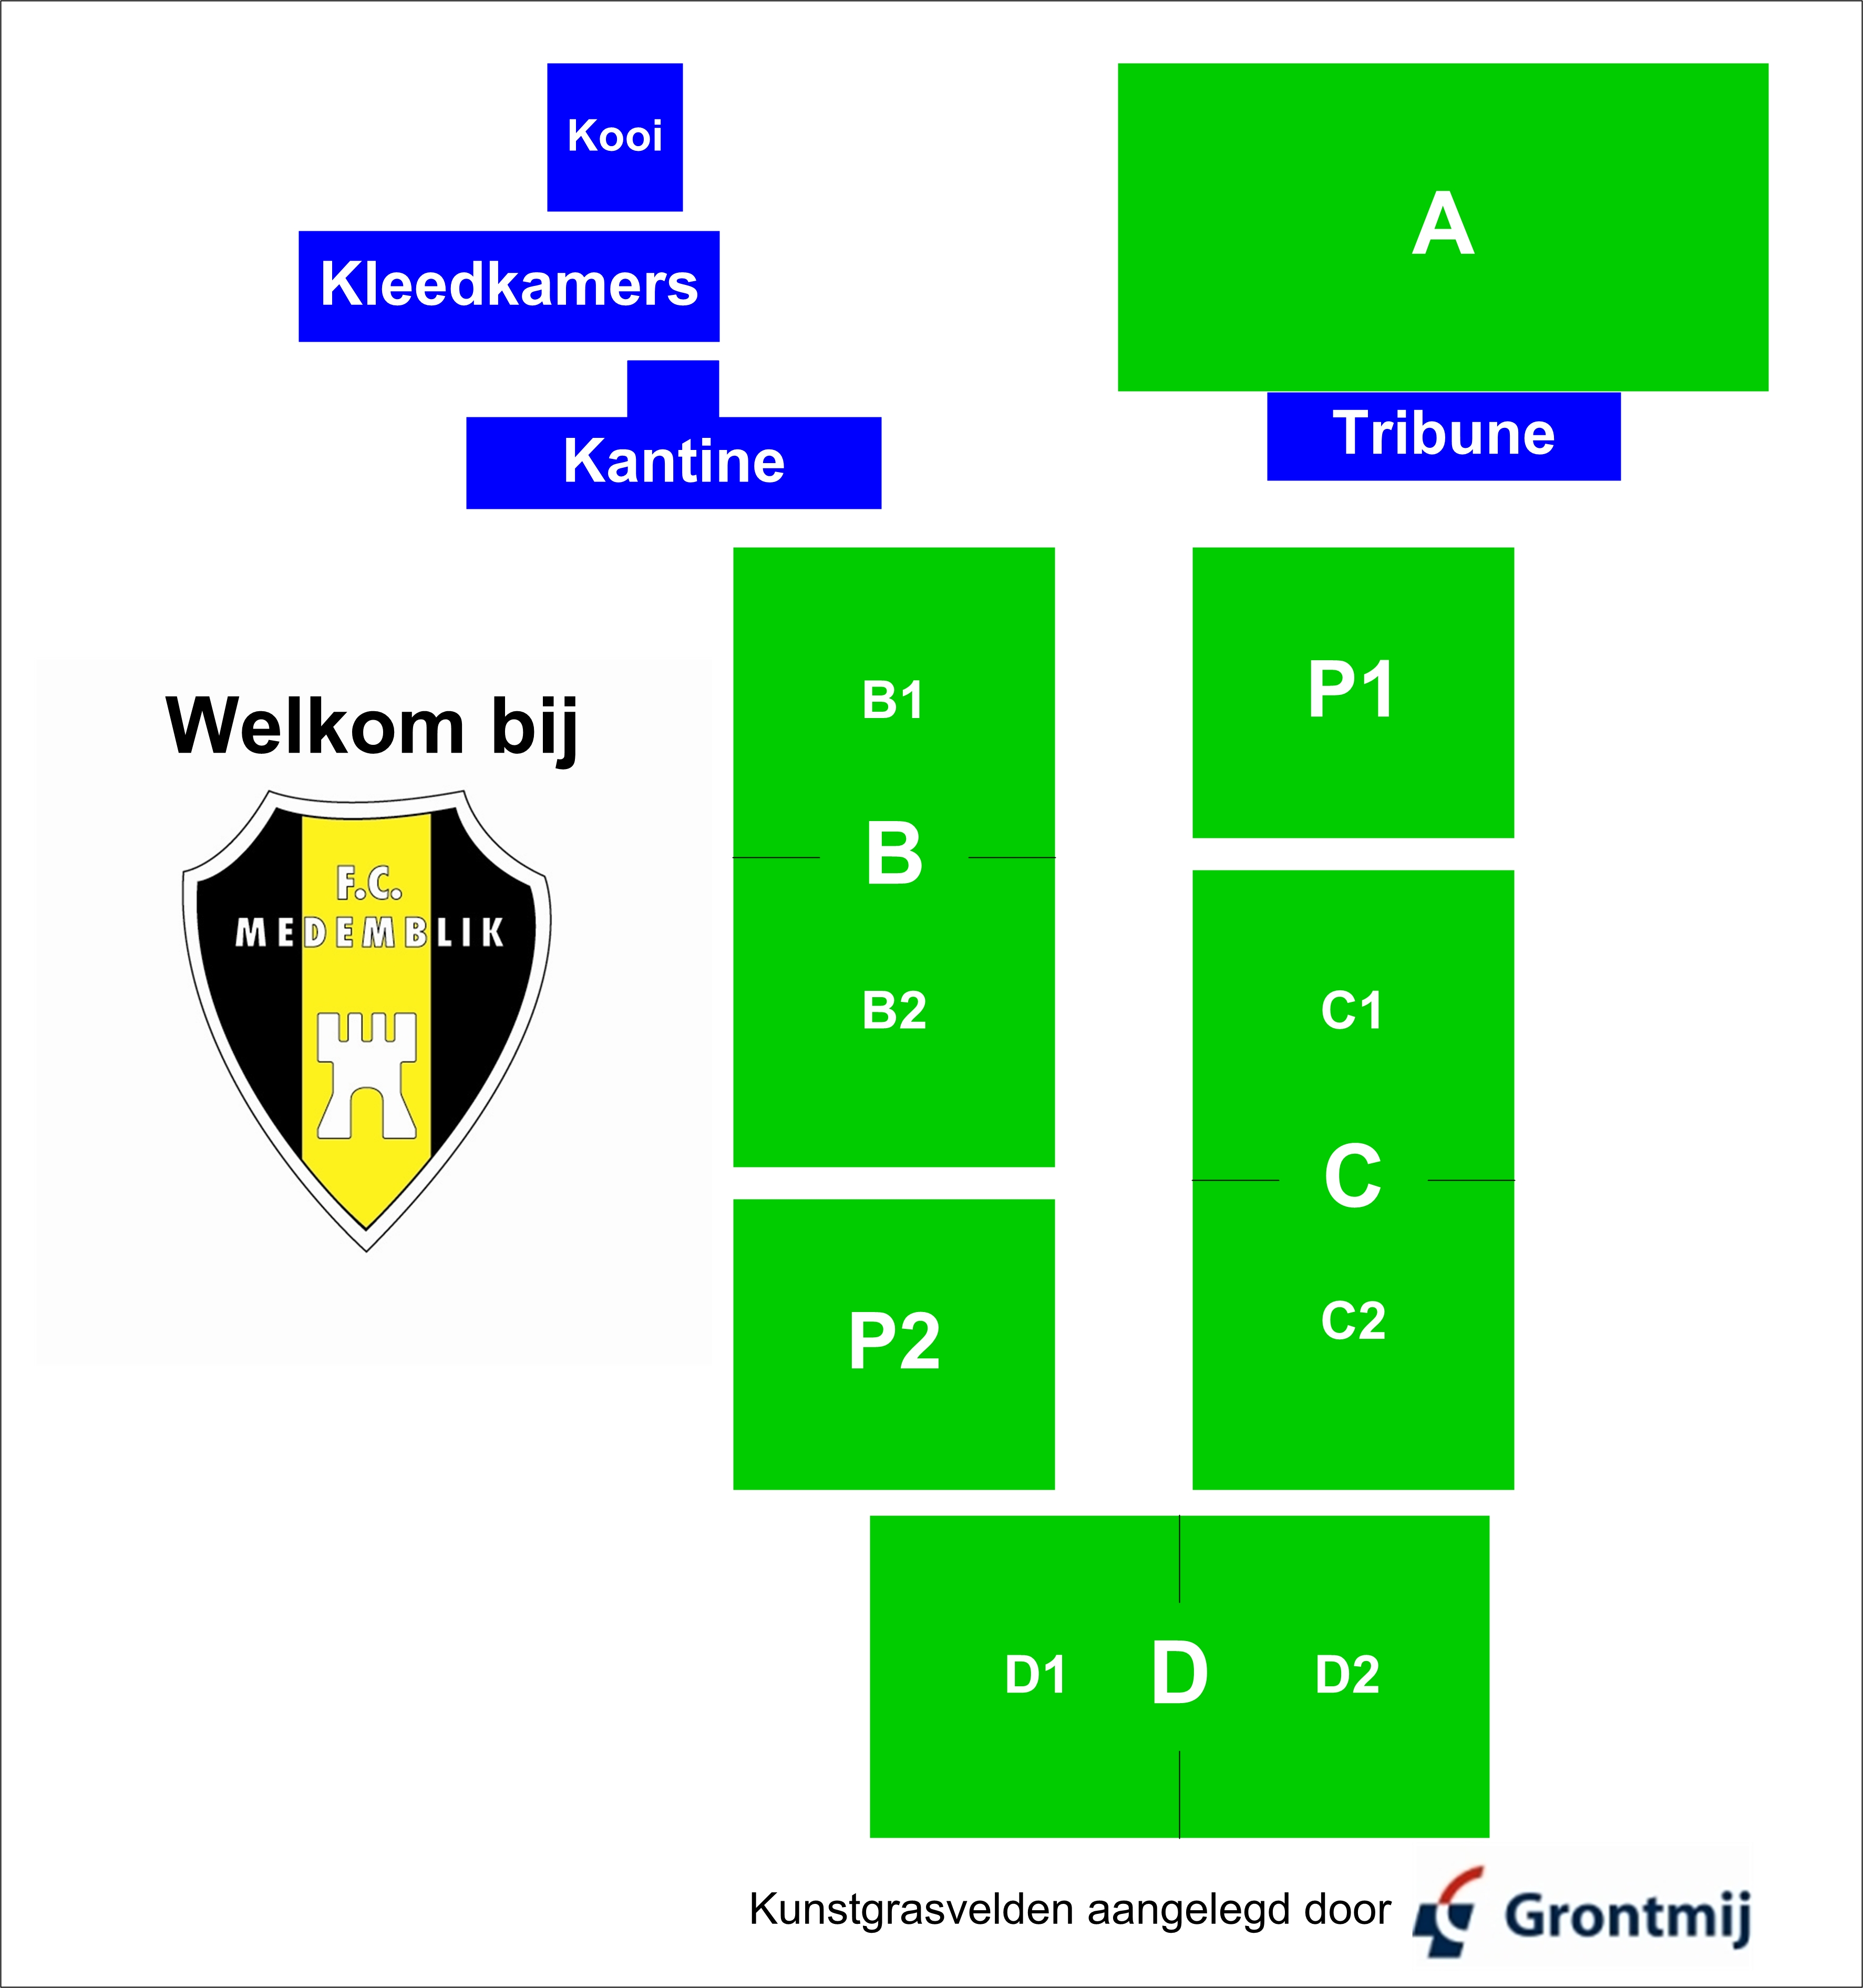 Kooi
A
Kleedkamers
Tribune
Kantine
B1
P1
Welkom bij
B
F.C.
MEDEMBLIK
B2
C1
C
P2
C2
D1
D
D2
Kunstgrasvelden aangelegd door
Grontmij